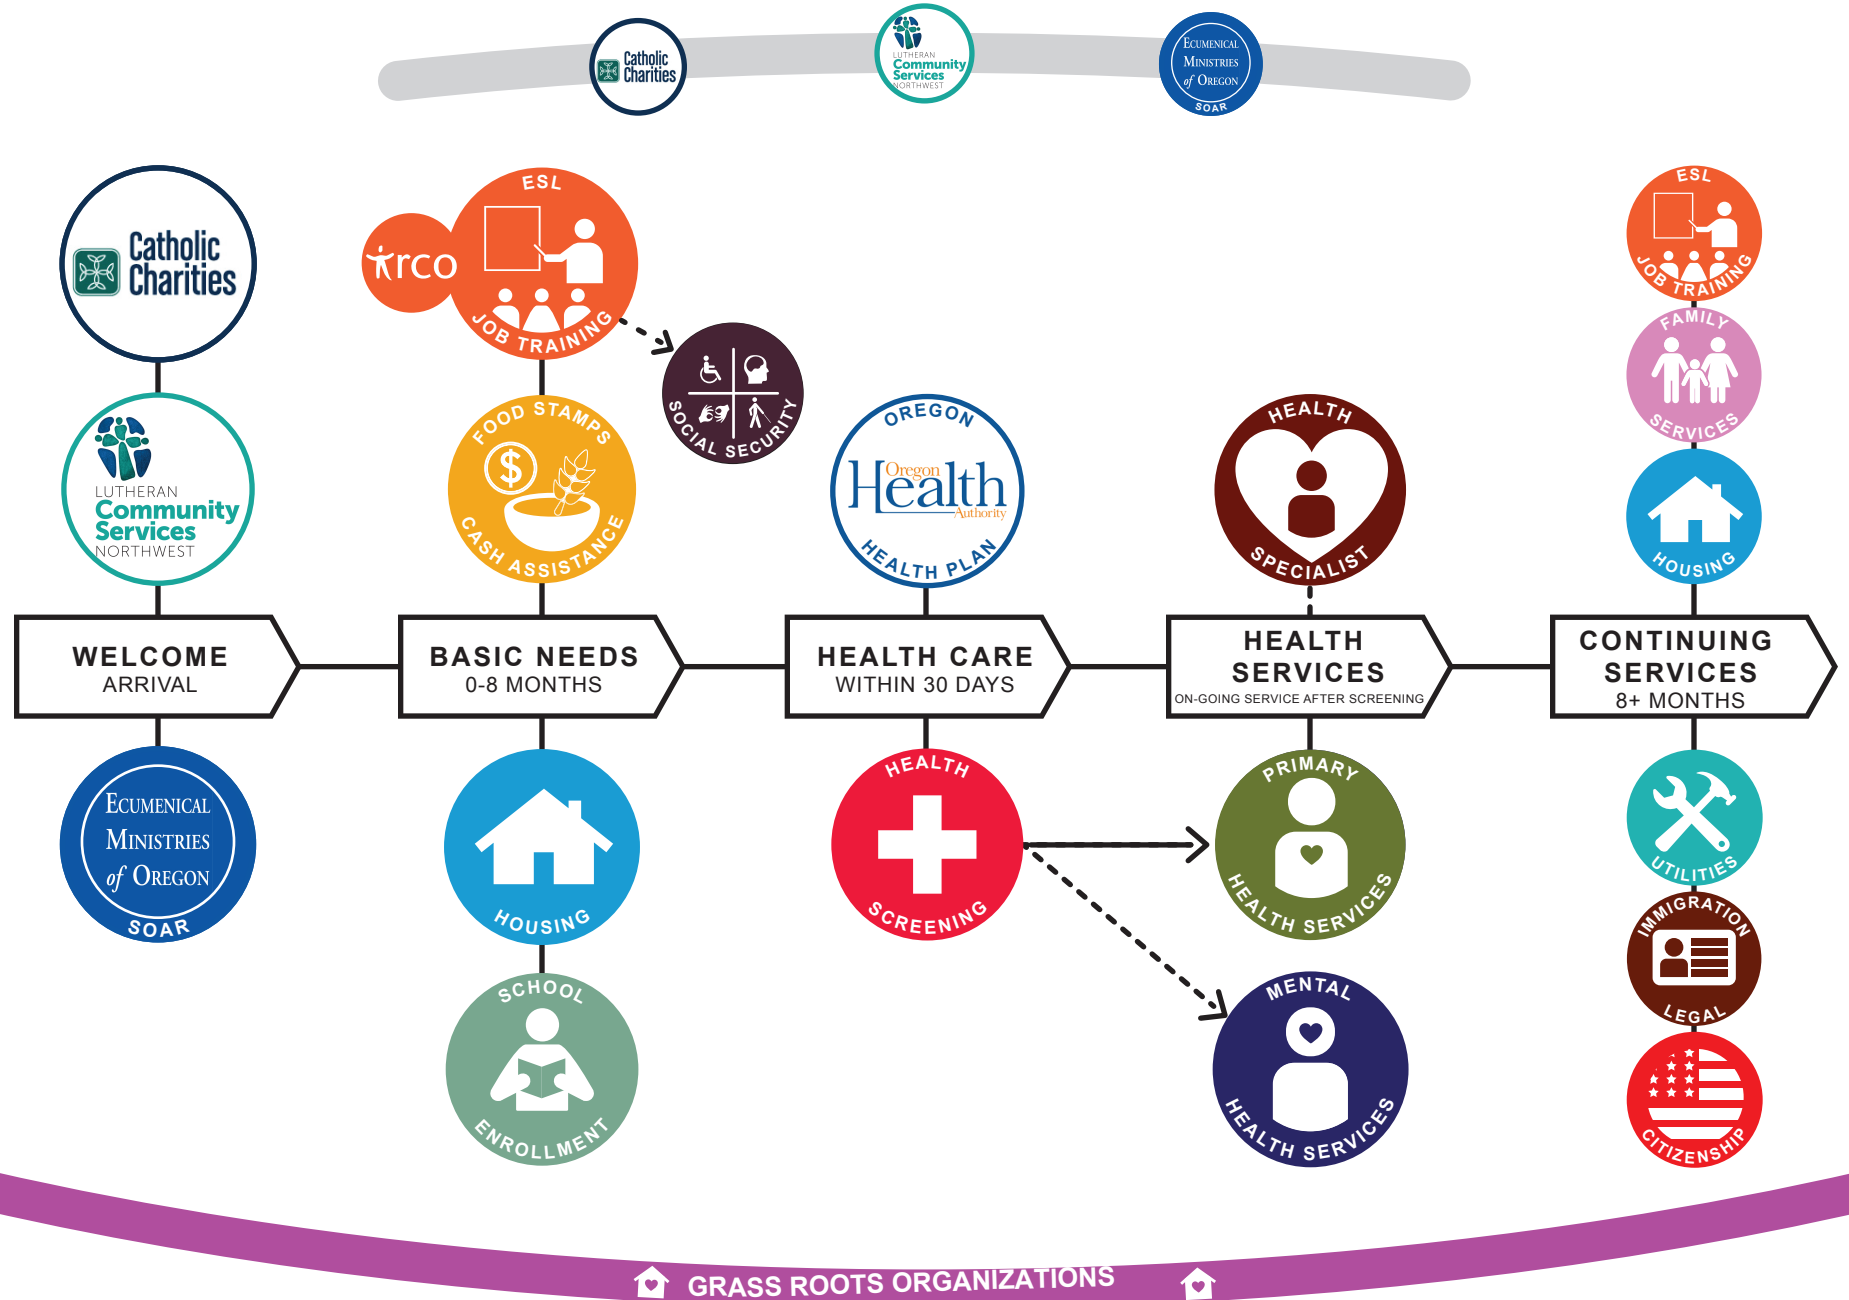 Catholic
Charities
LUTHERAN
Community
Services
NORTHWEST
ECUMENICAL
MINISTRIES
of OREGON
SOAR
Catholic
Charities
LUTHERAN
Community
Services
NORTHWEST
WELCOME
ARRIVAL
ECUMENICAL
MINISTRIES
of OREGON
SOAR
irco
ESL
JOB TRAINING
SOCIAL SECURITY
FOOD STAMPS
CASH ASSISTANCE
BASIC NEEDS
0-8 MONTHS
HOUSING
SCHOOL
ENROLLMENT
OREGON
Oregon
Health
Authority
HEALTH PLAN
HEALTH CARE
WITHIN 30 DAYS
HEALTH
SCREENING
HEALTH
SPECIALIST
HEALTH
SERVICES
ON-GOING SERVICE AFTER SCREENING
PRIMARY
HEALTH SERVICES
MENTAL
HEALTH SERVICES
ESL
JOB TRAINING
FAMILY
SERVICES
HOUSING
CONTINUING
SERVICES
8+ MONTHS
UTILITIES
IMMIGRATION
LEGAL
CITIZENSHIP
GRASS ROOTS ORGANIZATIONS